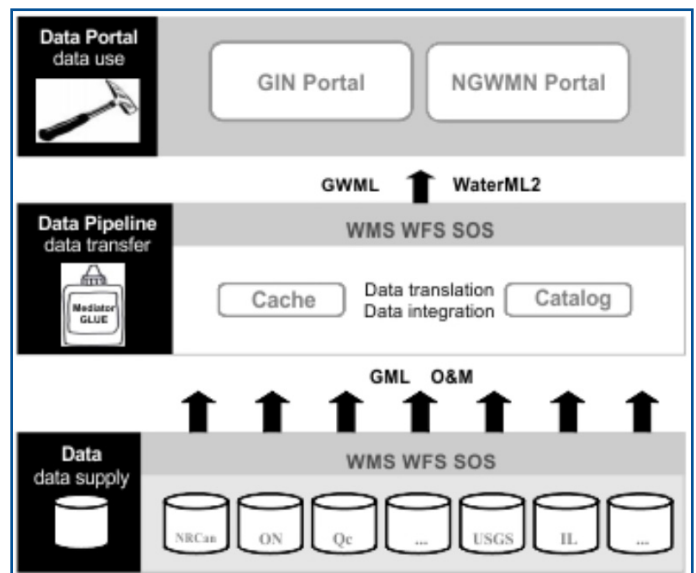 Data Portal
data use
GIN Portal
NGWMN Portal
GWML
WaterML2
Data Pipeline
data transfer
Mediator
GLUE
WMS WFS SOS
Cache
Data translation
Data integration
Catalog
GML O&M
Data
data supply
WMS WFS SOS
NRCan
ON
Qc
...
USGS
IL
...